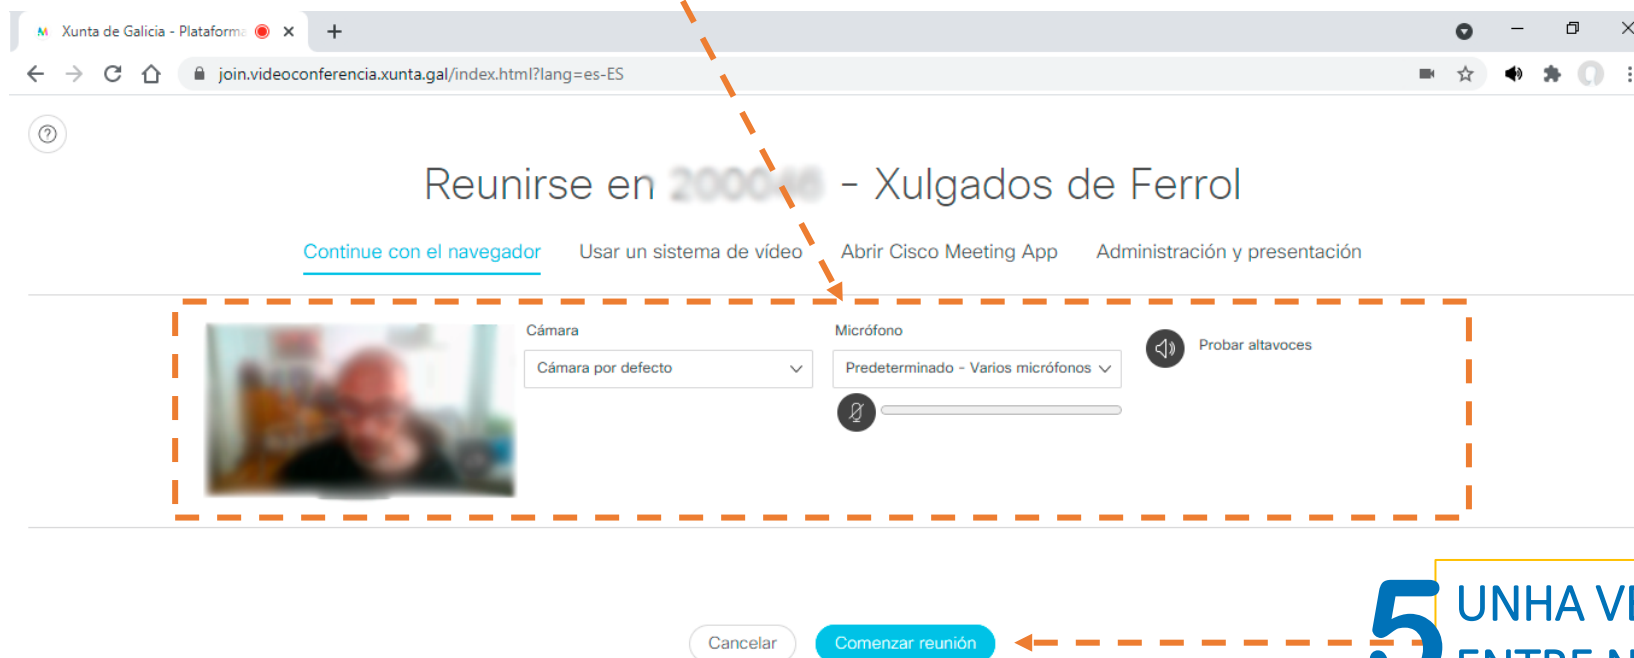 Xunta de Galicia - Plataforma
join.videoconferencia.xunta.gal/index.html?lang=es-ES
Reunirse en - Xulgados de Ferrol
Continue con el navegador Usar un sistema de vídeo Abrir Cisco Meeting App Administración y presentación
Cámara Micrófono
Cámara por defecto Predeterminado - Varios micrófonos Probar altavoces
5 UNHA
Cancelar Comenzar reunión
ENTRE